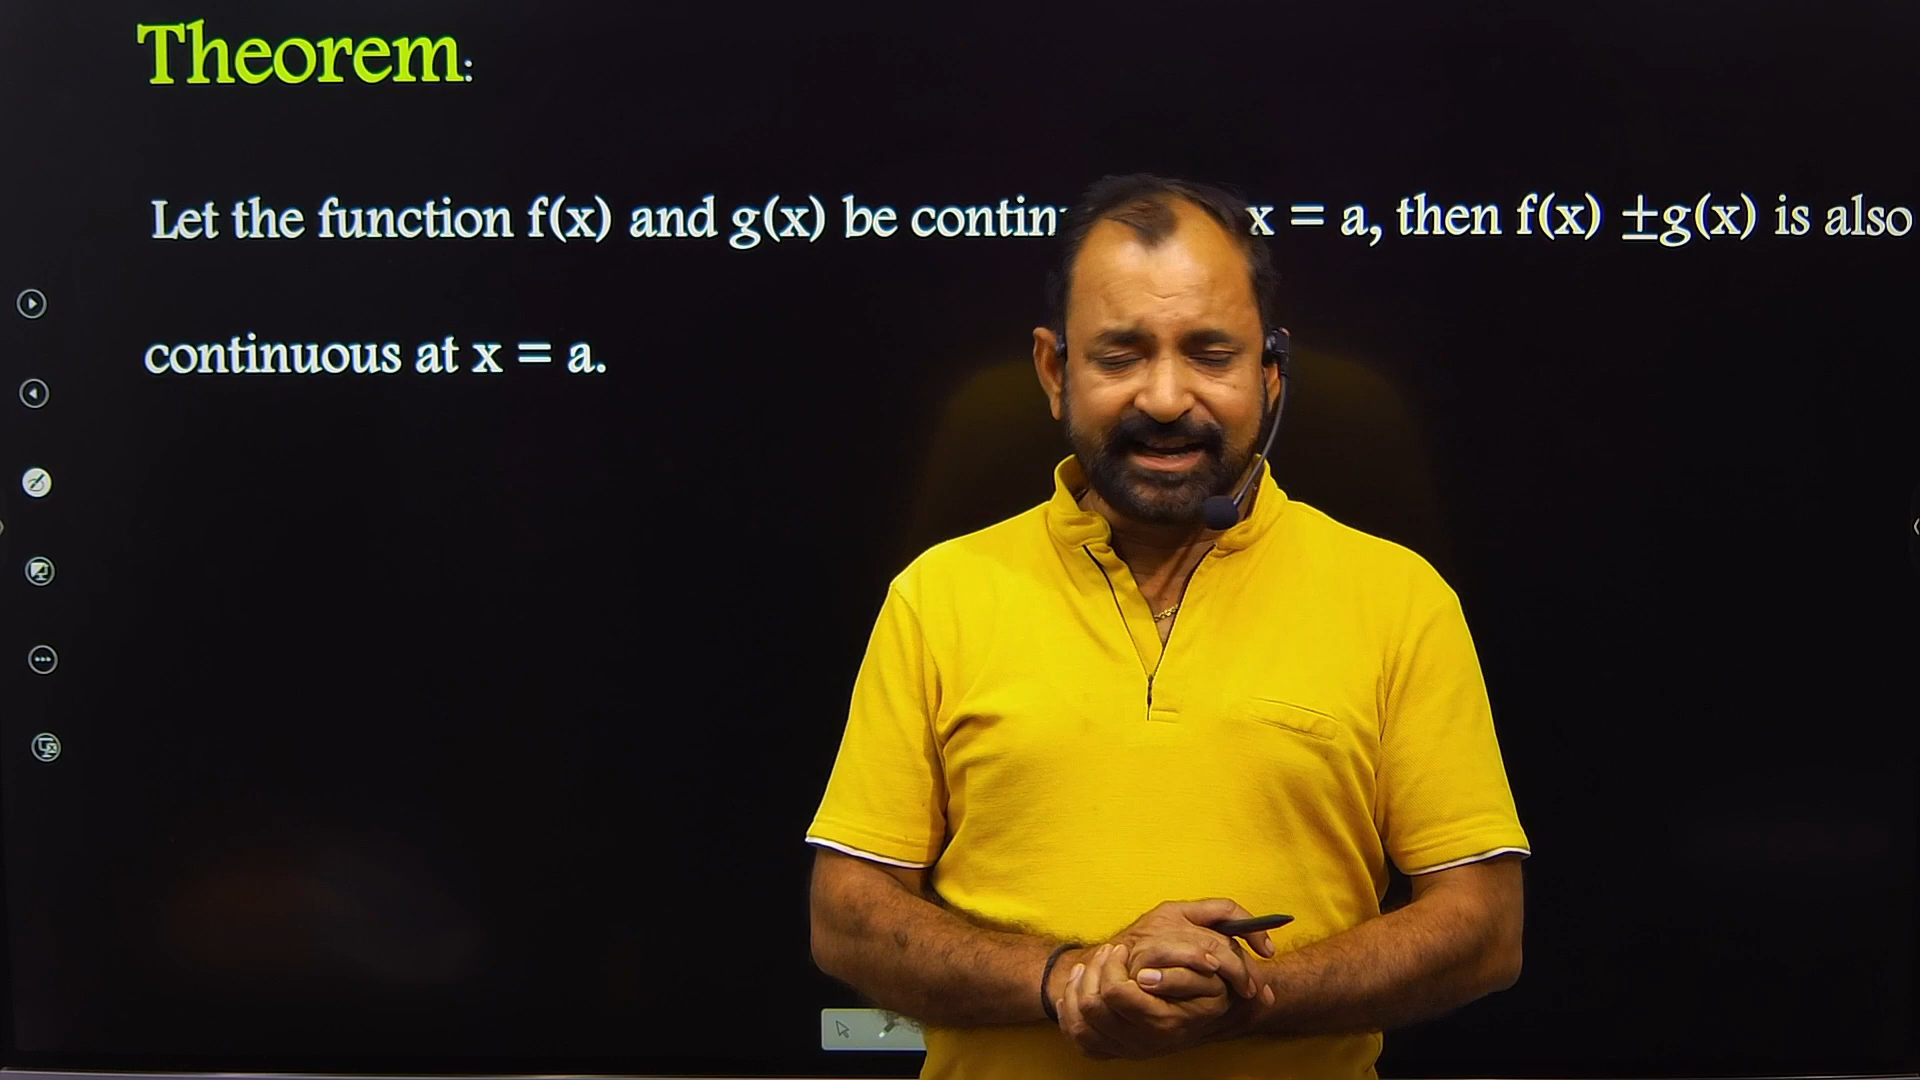 Theorem:
Let the function f(x) and g(x) be contin x = a, then f(x) ±g(x) is also
continuous at x = a.